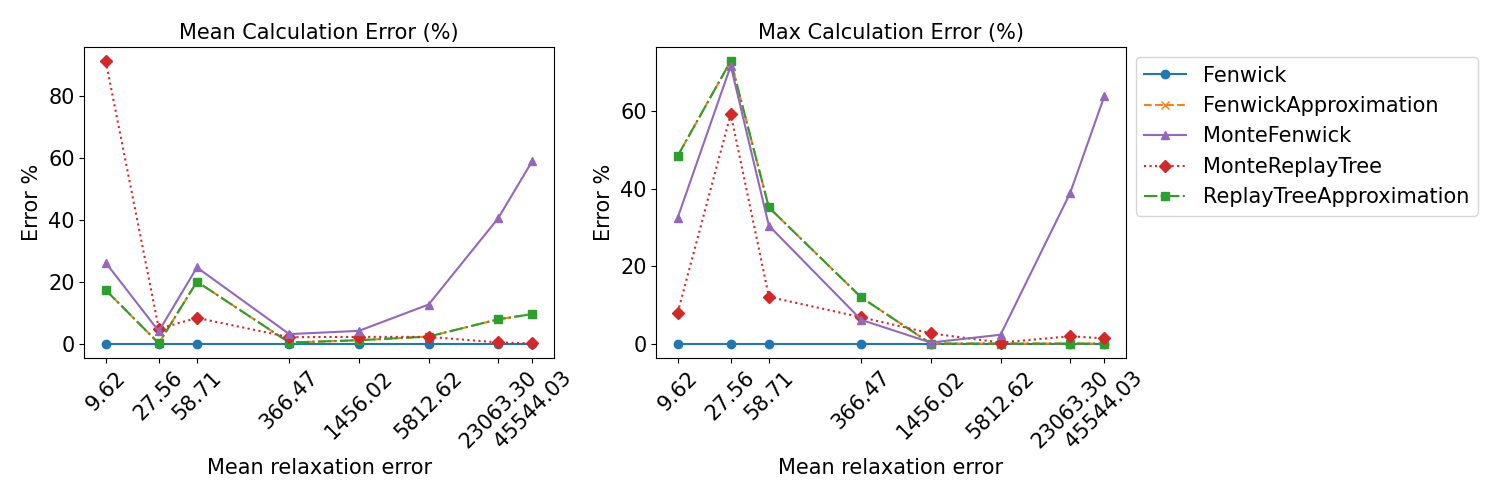 Mean Calculation Error (%)
Error %
80
60
40
20
0
9.62
27.56
58.71
366.47
1456.02
5812.62
23063.30
45544.03
Mean relaxation error
Max Calculation Error (%)
Error %
60
40
20
0
9.62
27.56
58.71
366.47
1456.02
5812.62
23063.30
45544.03
Mean relaxation error
Fenwick
FenwickApproximation
MonteFenwick
MonteReplayTree
ReplayTreeApproximation